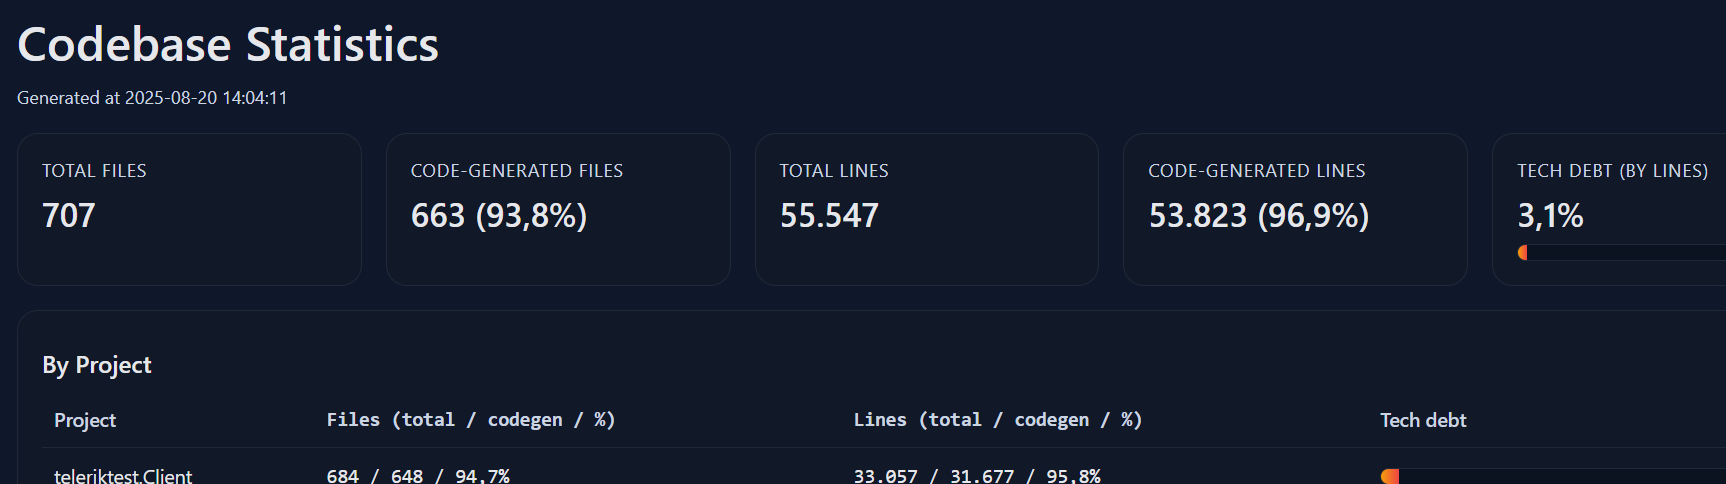 Codebase Statistics
Generated at 2025-08-20 14:04:11
TOTAL FILES
707
CODE-GENERATED FILES
663 (93,8%)
TOTAL LINES
55.547
CODE-GENERATED LINES
53.823 (96,9%)
TECH DEBT (BY LINES)
3,1%
By Project
Project Files (total / codegen / %) Lines (total / codegen / %) Tech debt
teleriktest.Client 684 / 648 / 94,7% 33.057 / 31.677 / 95,8%